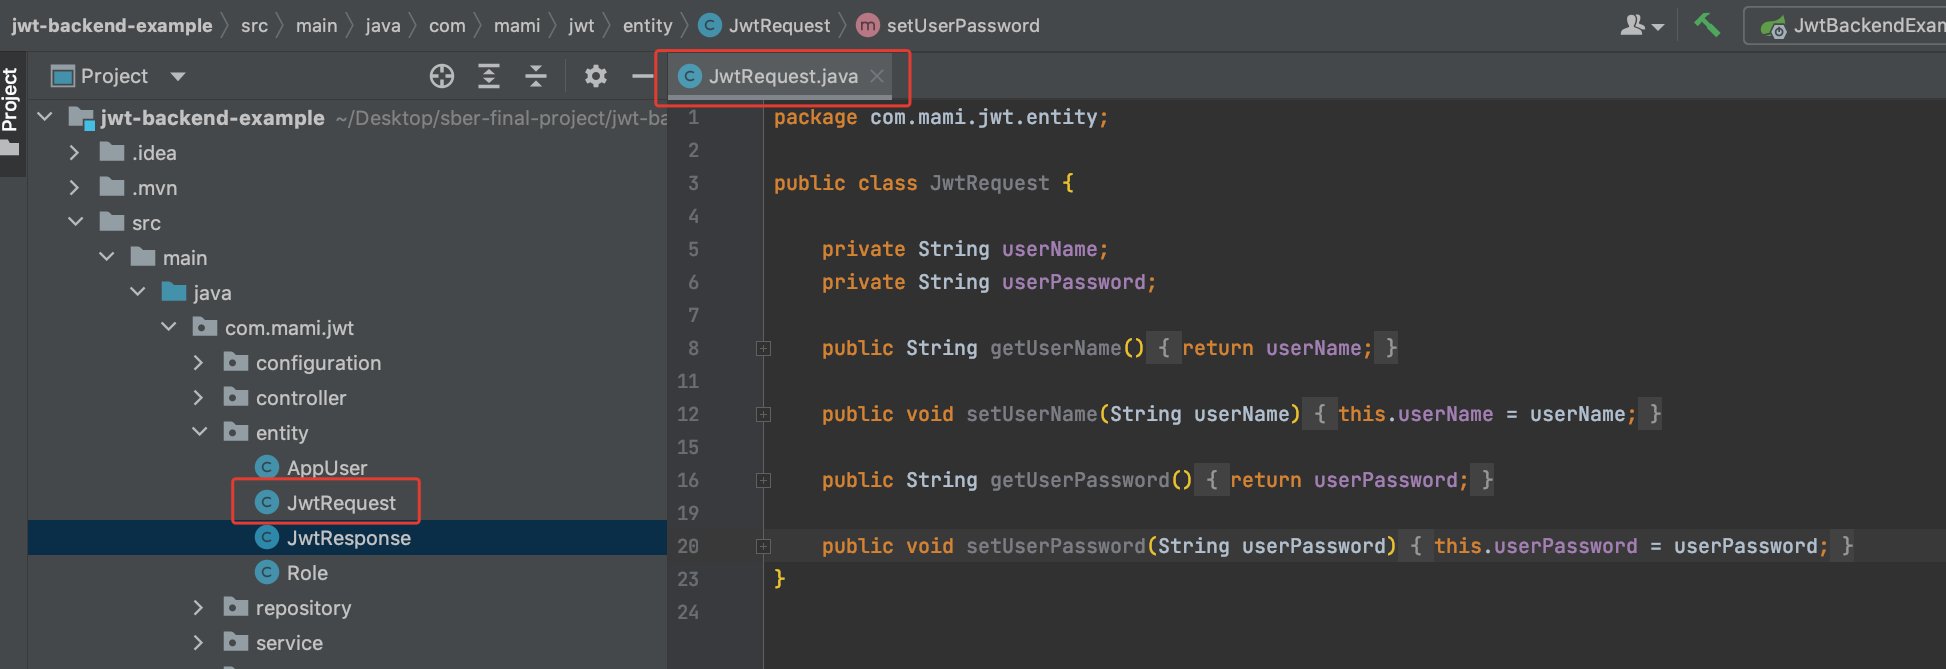 jwt-backend-example src main java com mami jwt entity C JwtRequest m setUserPassword JwtBackendExam
Project
Project C JwtRequest.java
jwt-backend-example ~/Desktop/sber-final-project/jwt-ba
.idea
.mvn
src
main
java
com.mami.jwt
configuration
controller
entity
C AppUser
C JwtRequest
C JwtResponse
C Role
repository
service
1 package com.mami.jwt.entity;
2
3 public class JwtRequest {
4
5 private String userName;
6 private String userPassword;
7
8 public String getUserName() { return userName; }
11
12 public void setUserName(String userName) { this.userName = userName; }
15
16 public String getUserPassword() { return userPassword; }
19
20 public void setUserPassword(String userPassword) { this.userPassword = userPassword; }
23 }
24